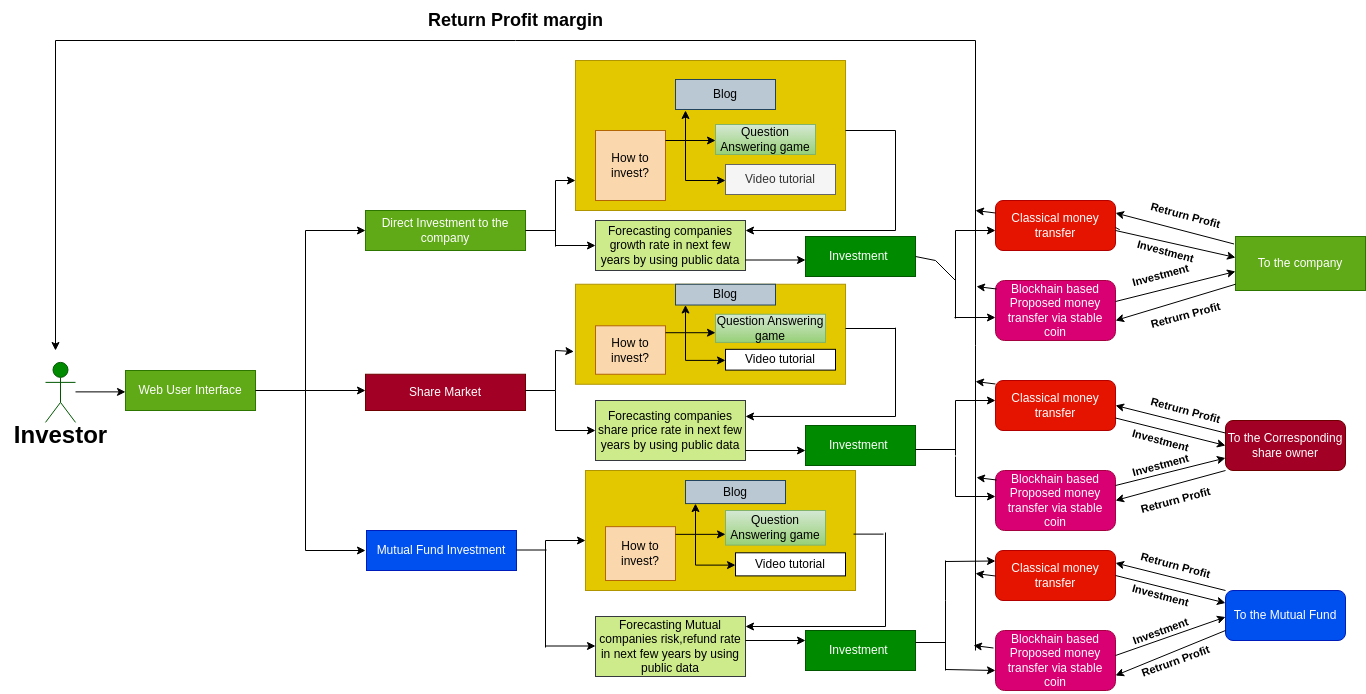 Return Profit margin
Blog
Question
Answering game
How to
invest?
Video tutorial
Direct Investment to the
company
Forecasting companies
growth rate in next few
years by using public data
Investment
Classical money
transfer
Blockhain based
Proposed money
transfer via stable
coin
Retrurn Profit
Investment
Investment
Retrurn Profit
To the company
Blog
Question Answering
game
How to
invest?
Video tutorial
Investor
Web User Interface
Share Market
Forecasting companies
share price rate in next few
years by using public data
Investment
Classical money
transfer
Blockhain based
Proposed money
transfer via stable
coin
Retrurn Profit
Investment
Investment
Retrurn Profit
To the Corresponding
share owner
Blog
Question
Answering game
How to
invest?
Video tutorial
Mutual Fund Investment
Forecasting Mutual
companies risk,refund rate
in next few years by using
public data
Investment
Classical money
transfer
Blockhain based
Proposed money
transfer via stable
coin
Retrurn Profit
Investment
Investment
Retrurn Profit
To the Mutual Fund